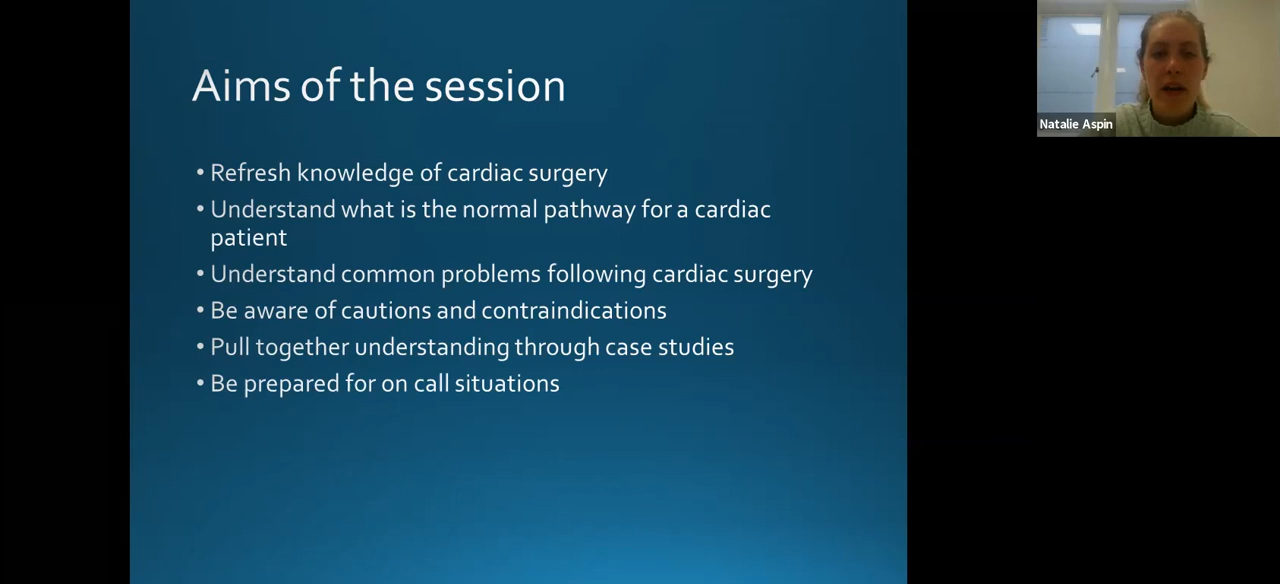 Aims of the session
• Refresh knowledge of cardiac surgery
• Understand what is the normal pathway for a cardiac
patient
• Understand common problems following cardiac surgery
• Be aware of cautions and contraindications
• Pull together understanding through case studies
• Be prepared for on call situations
Natalie Aspin